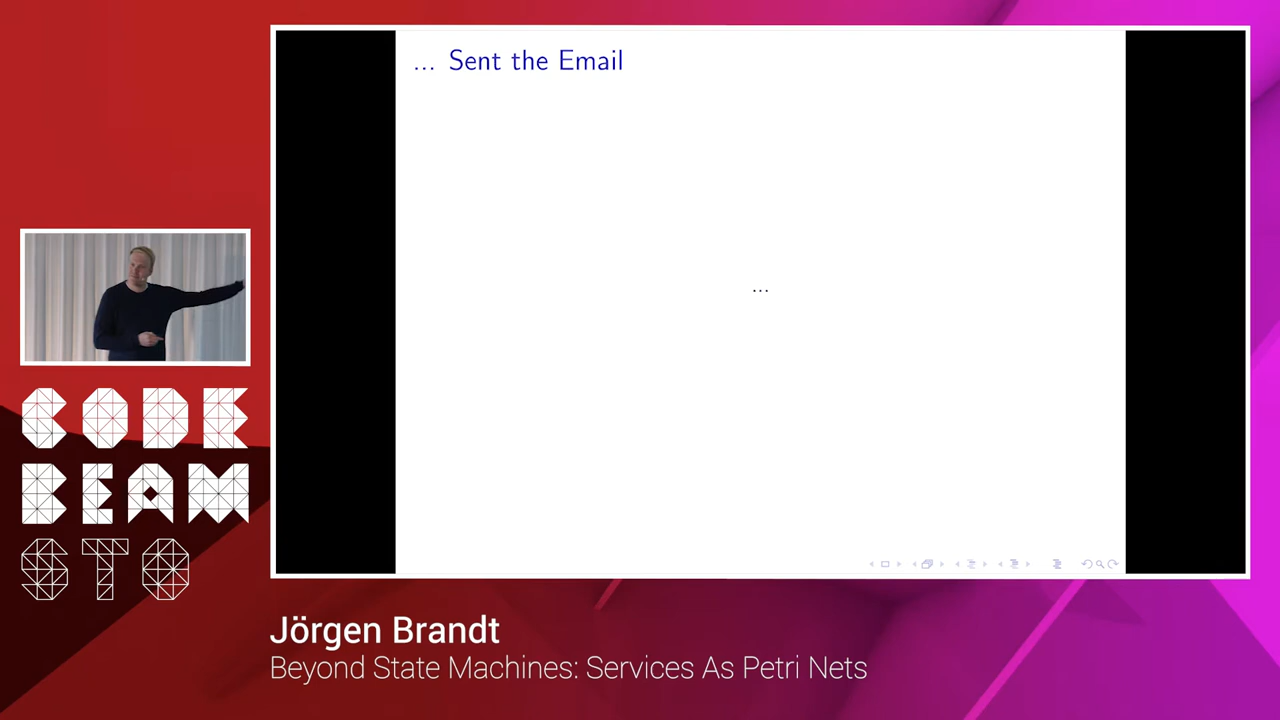 ... Sent the Email
...
CODE
BEAM
STO
Jörgen Brandt
Beyond State Machines: Services As Petri Nets